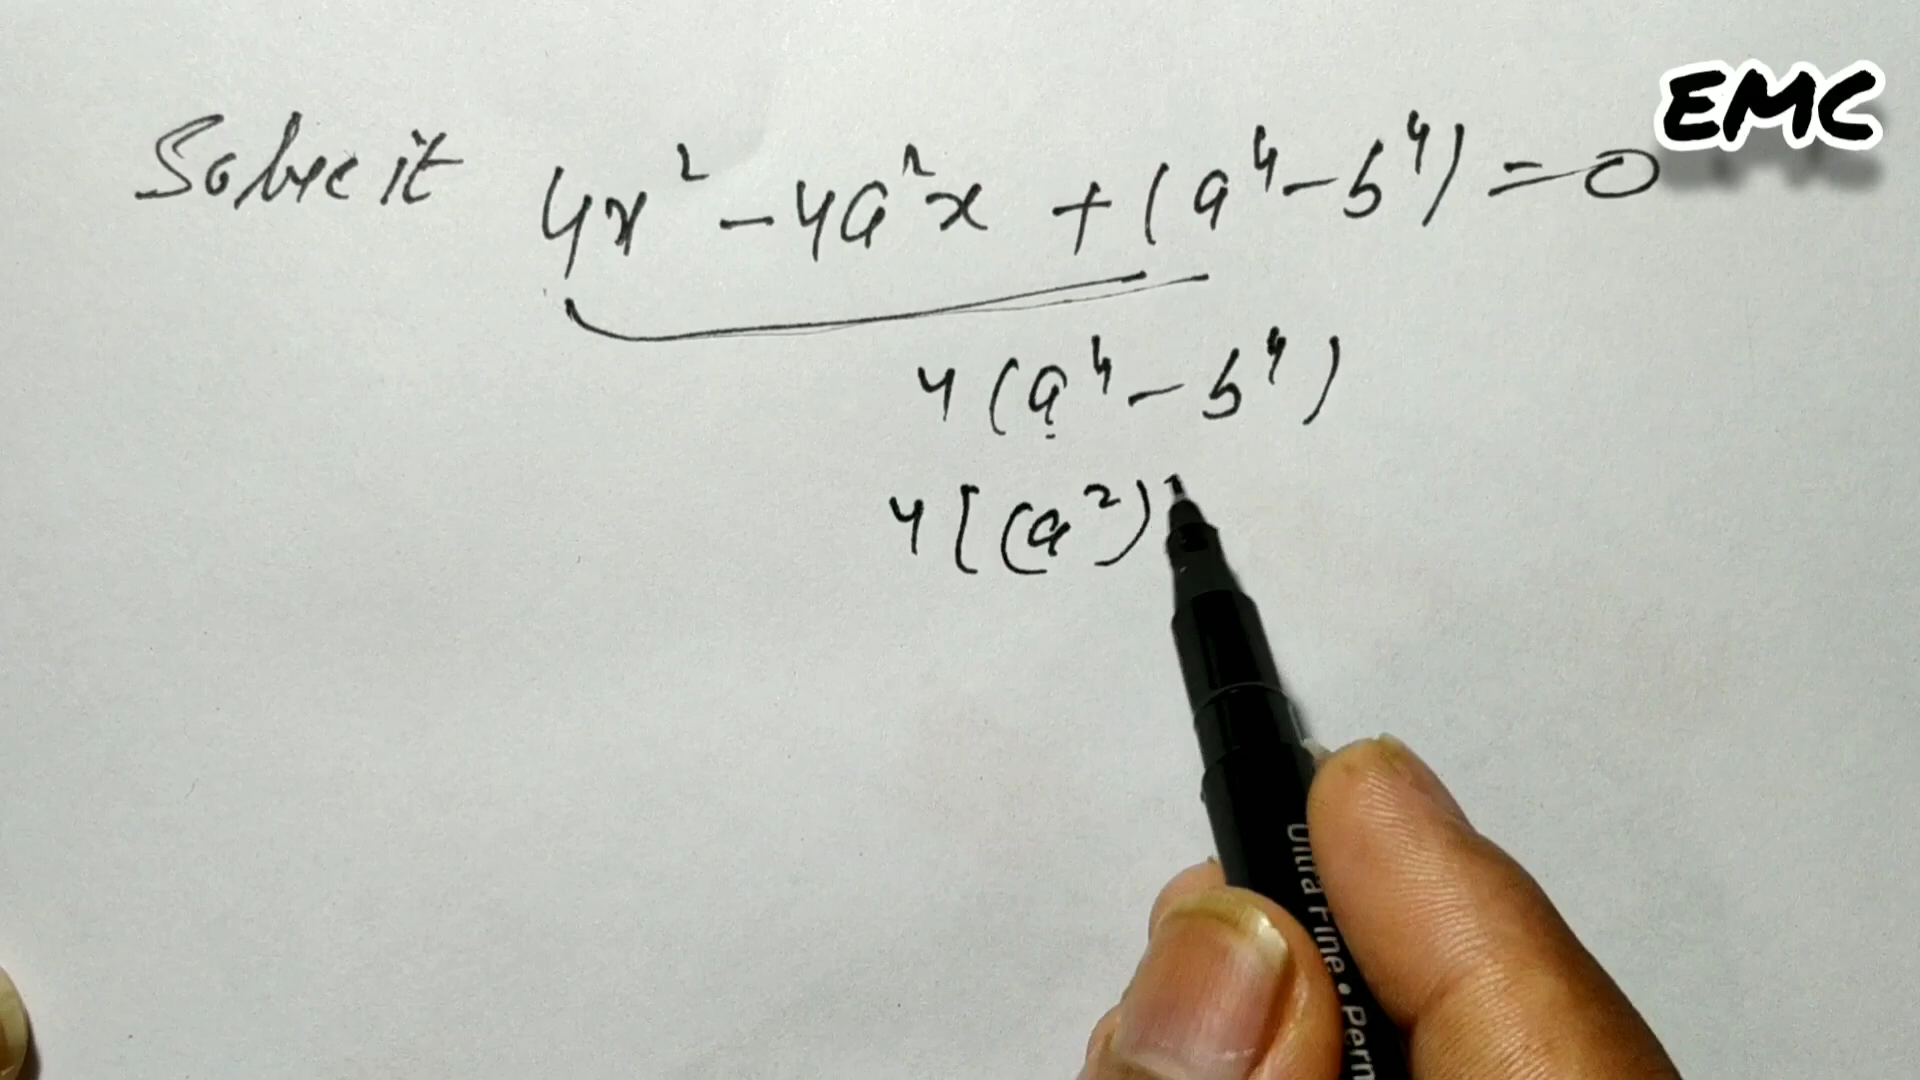 EMC
Solve it 4x² - 4a²x + (a⁴ - b⁴) = 0
4(a⁴ - b⁴)
4[(a²)
Ultra Fine • Perm